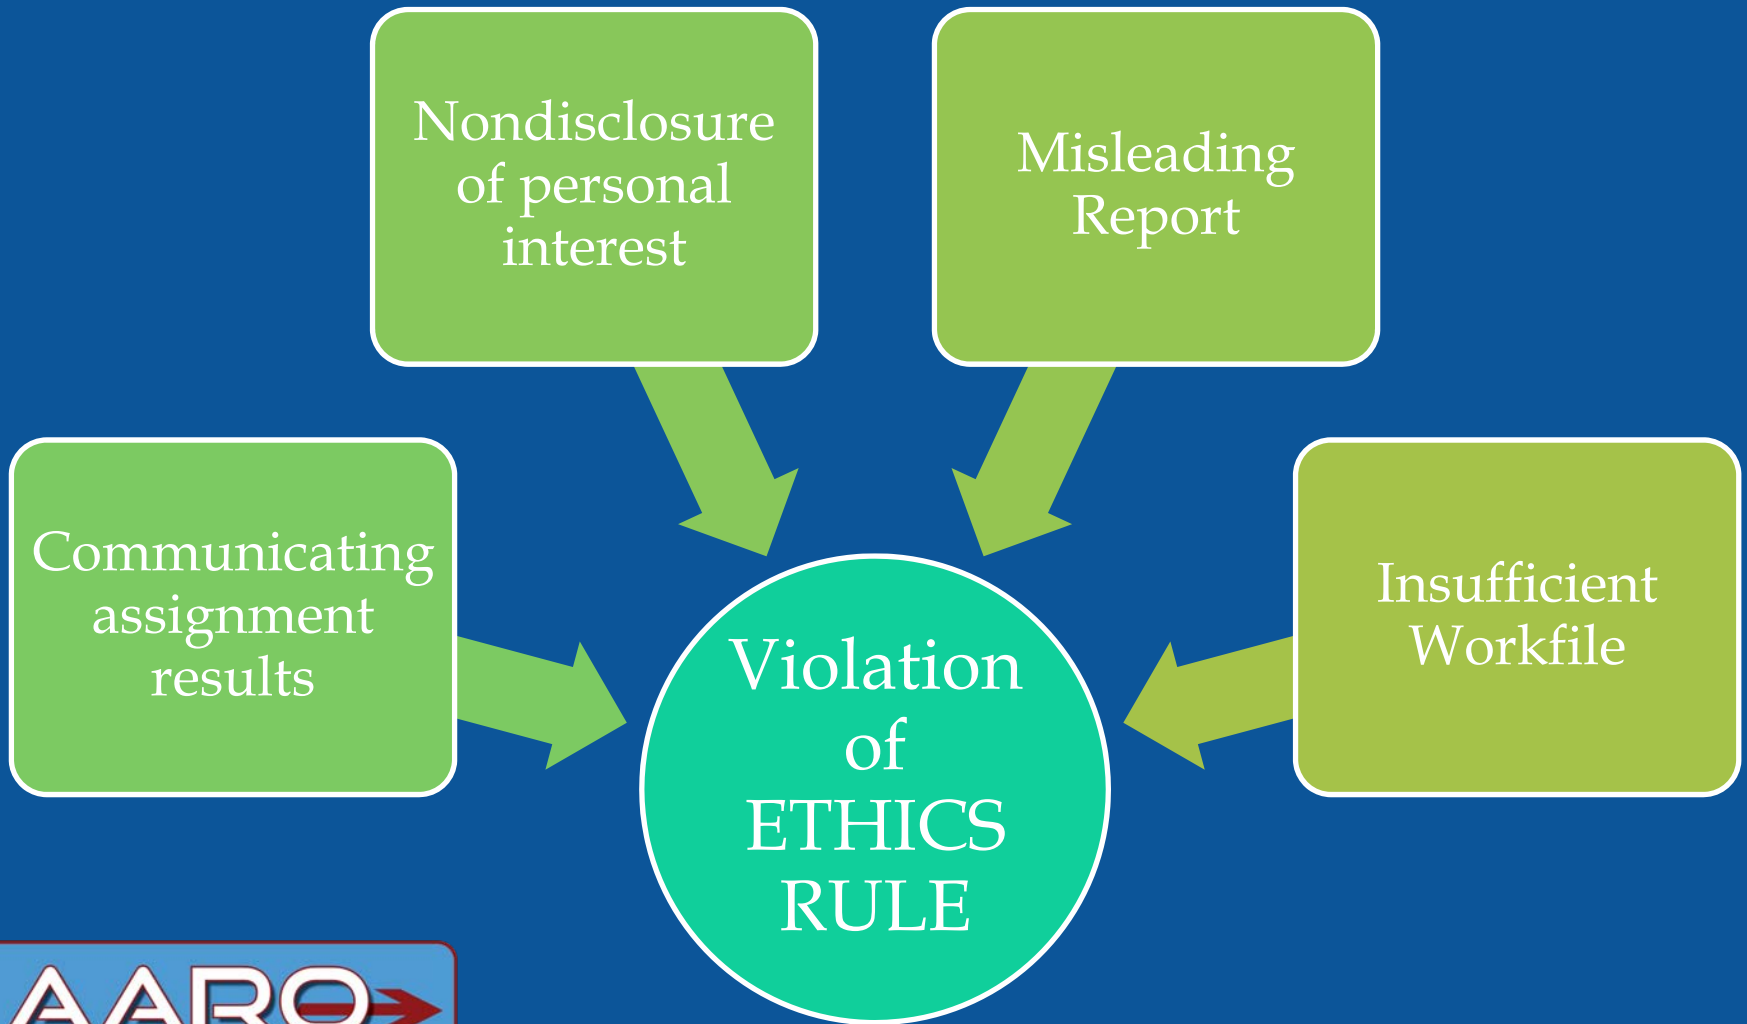 Nondisclosure
of personal
interest
Misleading
Report
Communicating
assignment
results
Insufficient
Workfile
Violation
of
ETHICS
RULE
AARO